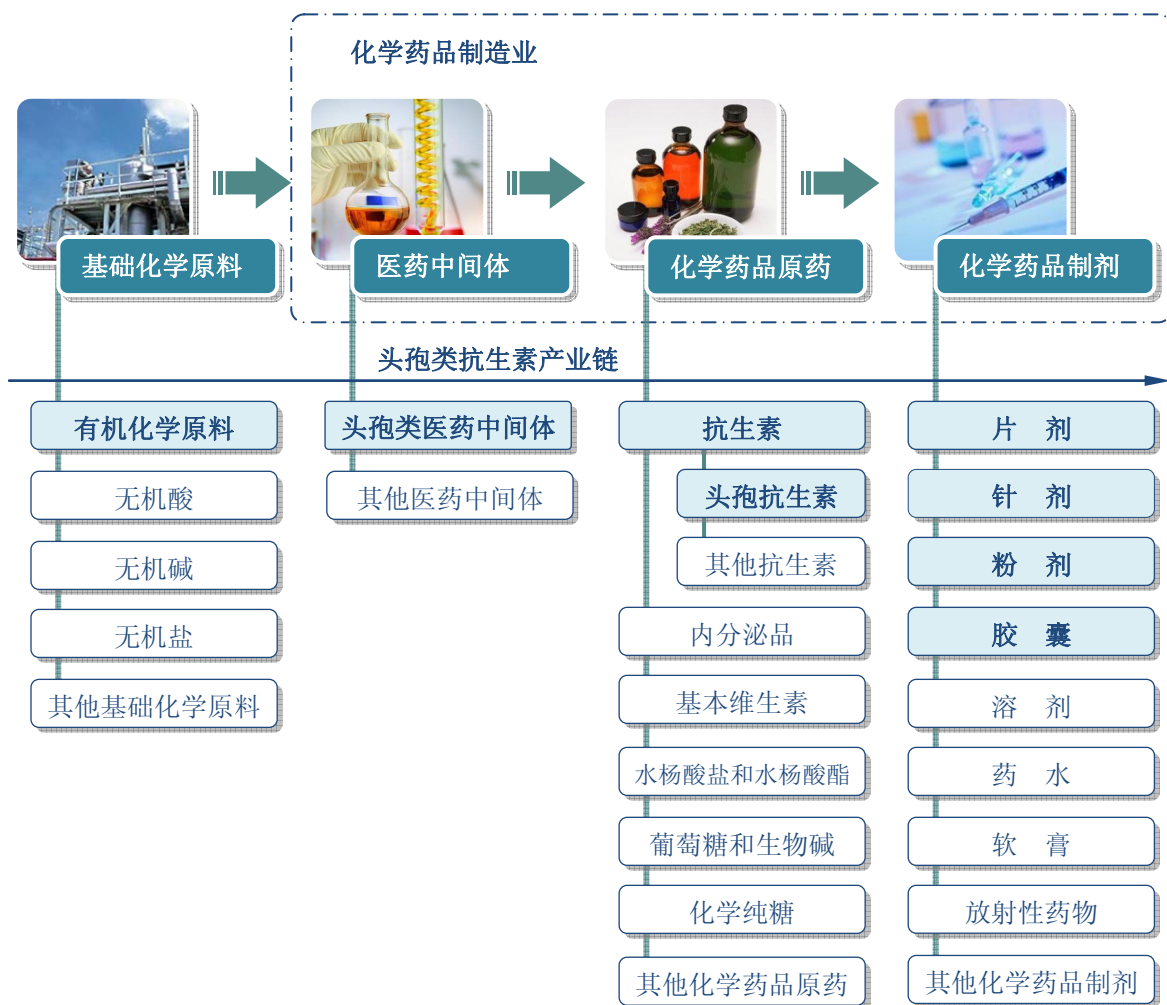 化学药品制造业
基础化学原料
医药中间体
化学药品原药
化学药品制剂
头孢类抗生素产业链
有机化学原料
无机酸
无机碱
无机盐
其他基础化学原料
头孢类医药中间体
其他医药中间体
抗生素
头孢抗生素
其他抗生素
内分泌品
基本维生素
水杨酸盐和水杨酸酯
葡萄糖和生物碱
化学纯糖
其他化学药品原药
片 剂
针 剂
粉 剂
胶 囊
溶 剂
药 水
软 膏
放射性药物
其他化学药品制剂